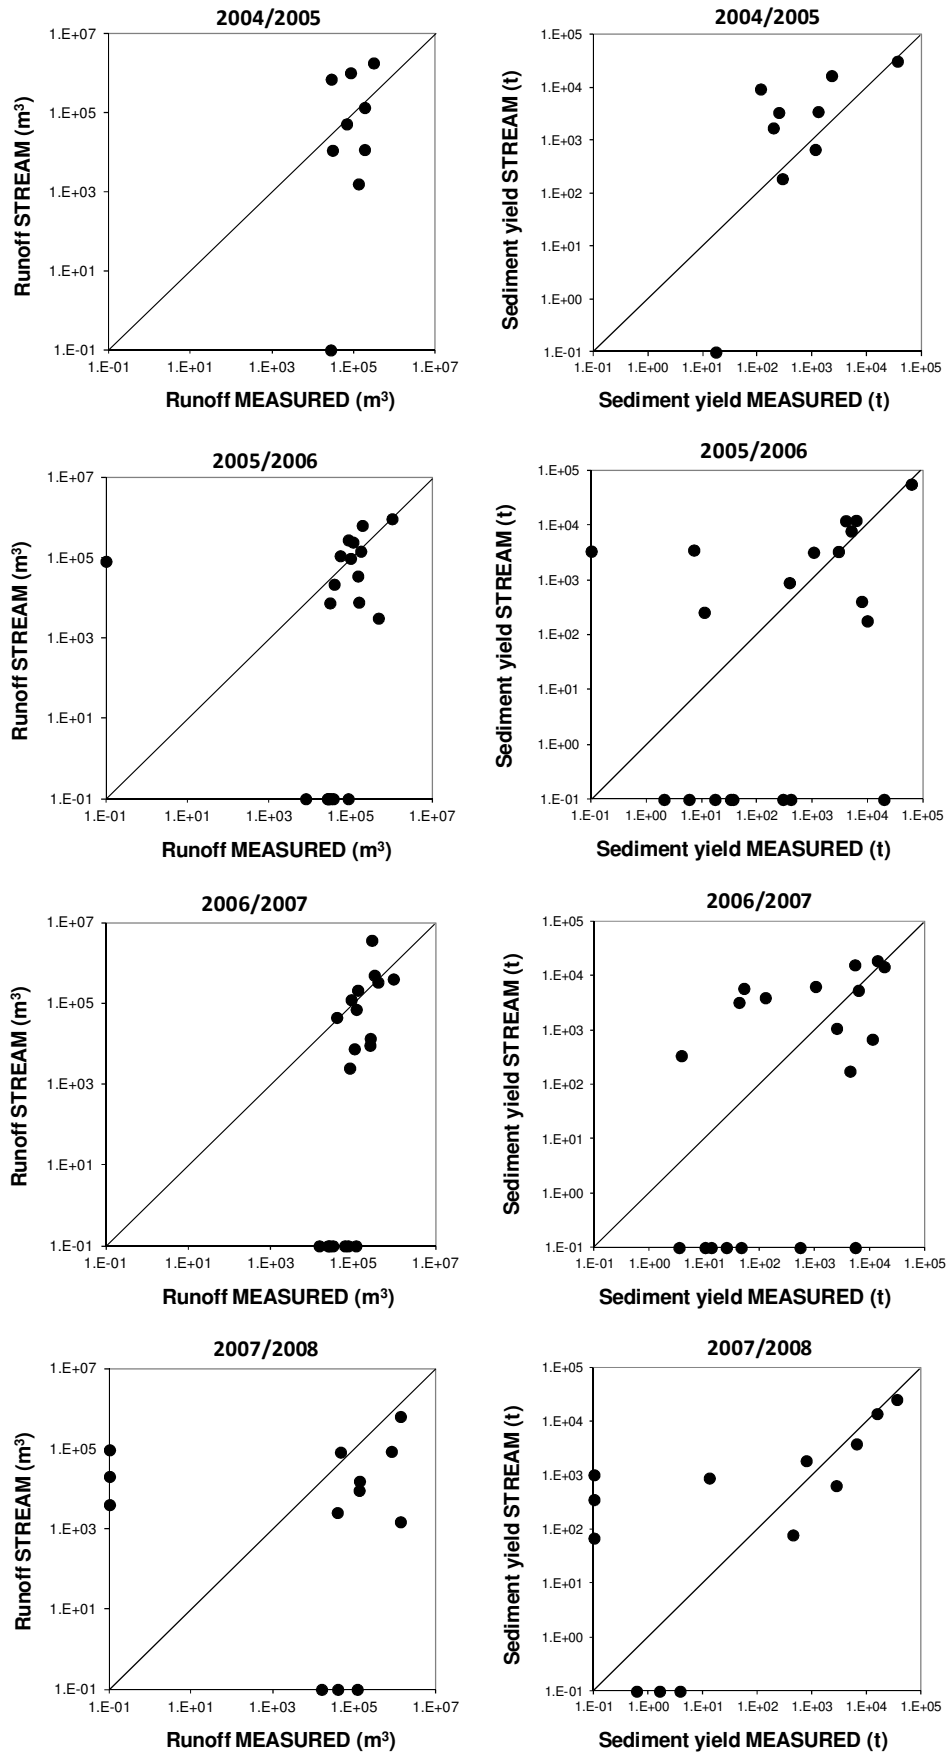 2004/2005
1.E+07
1.E+05
1.E+03
1.E+01
1.E-01
Runoff STREAM (m³)
1.E-01 1.E+01 1.E+03 1.E+05 1.E+07
Runoff MEASURED (m³)
2004/2005
1.E+05
1.E+04
1.E+03
1.E+02
1.E+01
1.E+00
1.E-01
Sediment yield STREAM (t)
1.E-01 1.E+00 1.E+01 1.E+02 1.E+03 1.E+04 1.E+05
Sediment yield MEASURED (t)
2005/2006
1.E+07
1.E+05
1.E+03
1.E+01
1.E-01
Runoff STREAM (m³)
1.E-01 1.E+01 1.E+03 1.E+05 1.E+07
Runoff MEASURED (m³)
2005/2006
1.E+05
1.E+04
1.E+03
1.E+02
1.E+01
1.E+00
1.E-01
Sediment yield STREAM (t)
1.E-01 1.E+00 1.E+01 1.E+02 1.E+03 1.E+04 1.E+05
Sediment yield MEASURED (t)
2006/2007
1.E+07
1.E+05
1.E+03
1.E+01
1.E-01
Runoff STREAM (m³)
1.E-01 1.E+01 1.E+03 1.E+05 1.E+07
Runoff MEASURED (m³)
2006/2007
1.E+05
1.E+04
1.E+03
1.E+02
1.E+01
1.E+00
1.E-01
Sediment yield STREAM (t)
1.E-01 1.E+00 1.E+01 1.E+02 1.E+03 1.E+04 1.E+05
Sediment yield MEASURED (t)
2007/2008
1.E+07
1.E+05
1.E+03
1.E+01
1.E-01
Runoff STREAM (m³)
1.E-01 1.E+01 1.E+03 1.E+05 1.E+07
Runoff MEASURED (m³)
2007/2008
1.E+05
1.E+04
1.E+03
1.E+02
1.E+01
1.E+00
1.E-01
Sediment yield STREAM (t)
1.E-01 1.E+00 1.E+01 1.E+02 1.E+03 1.E+04 1.E+05
Sediment yield MEASURED (t)